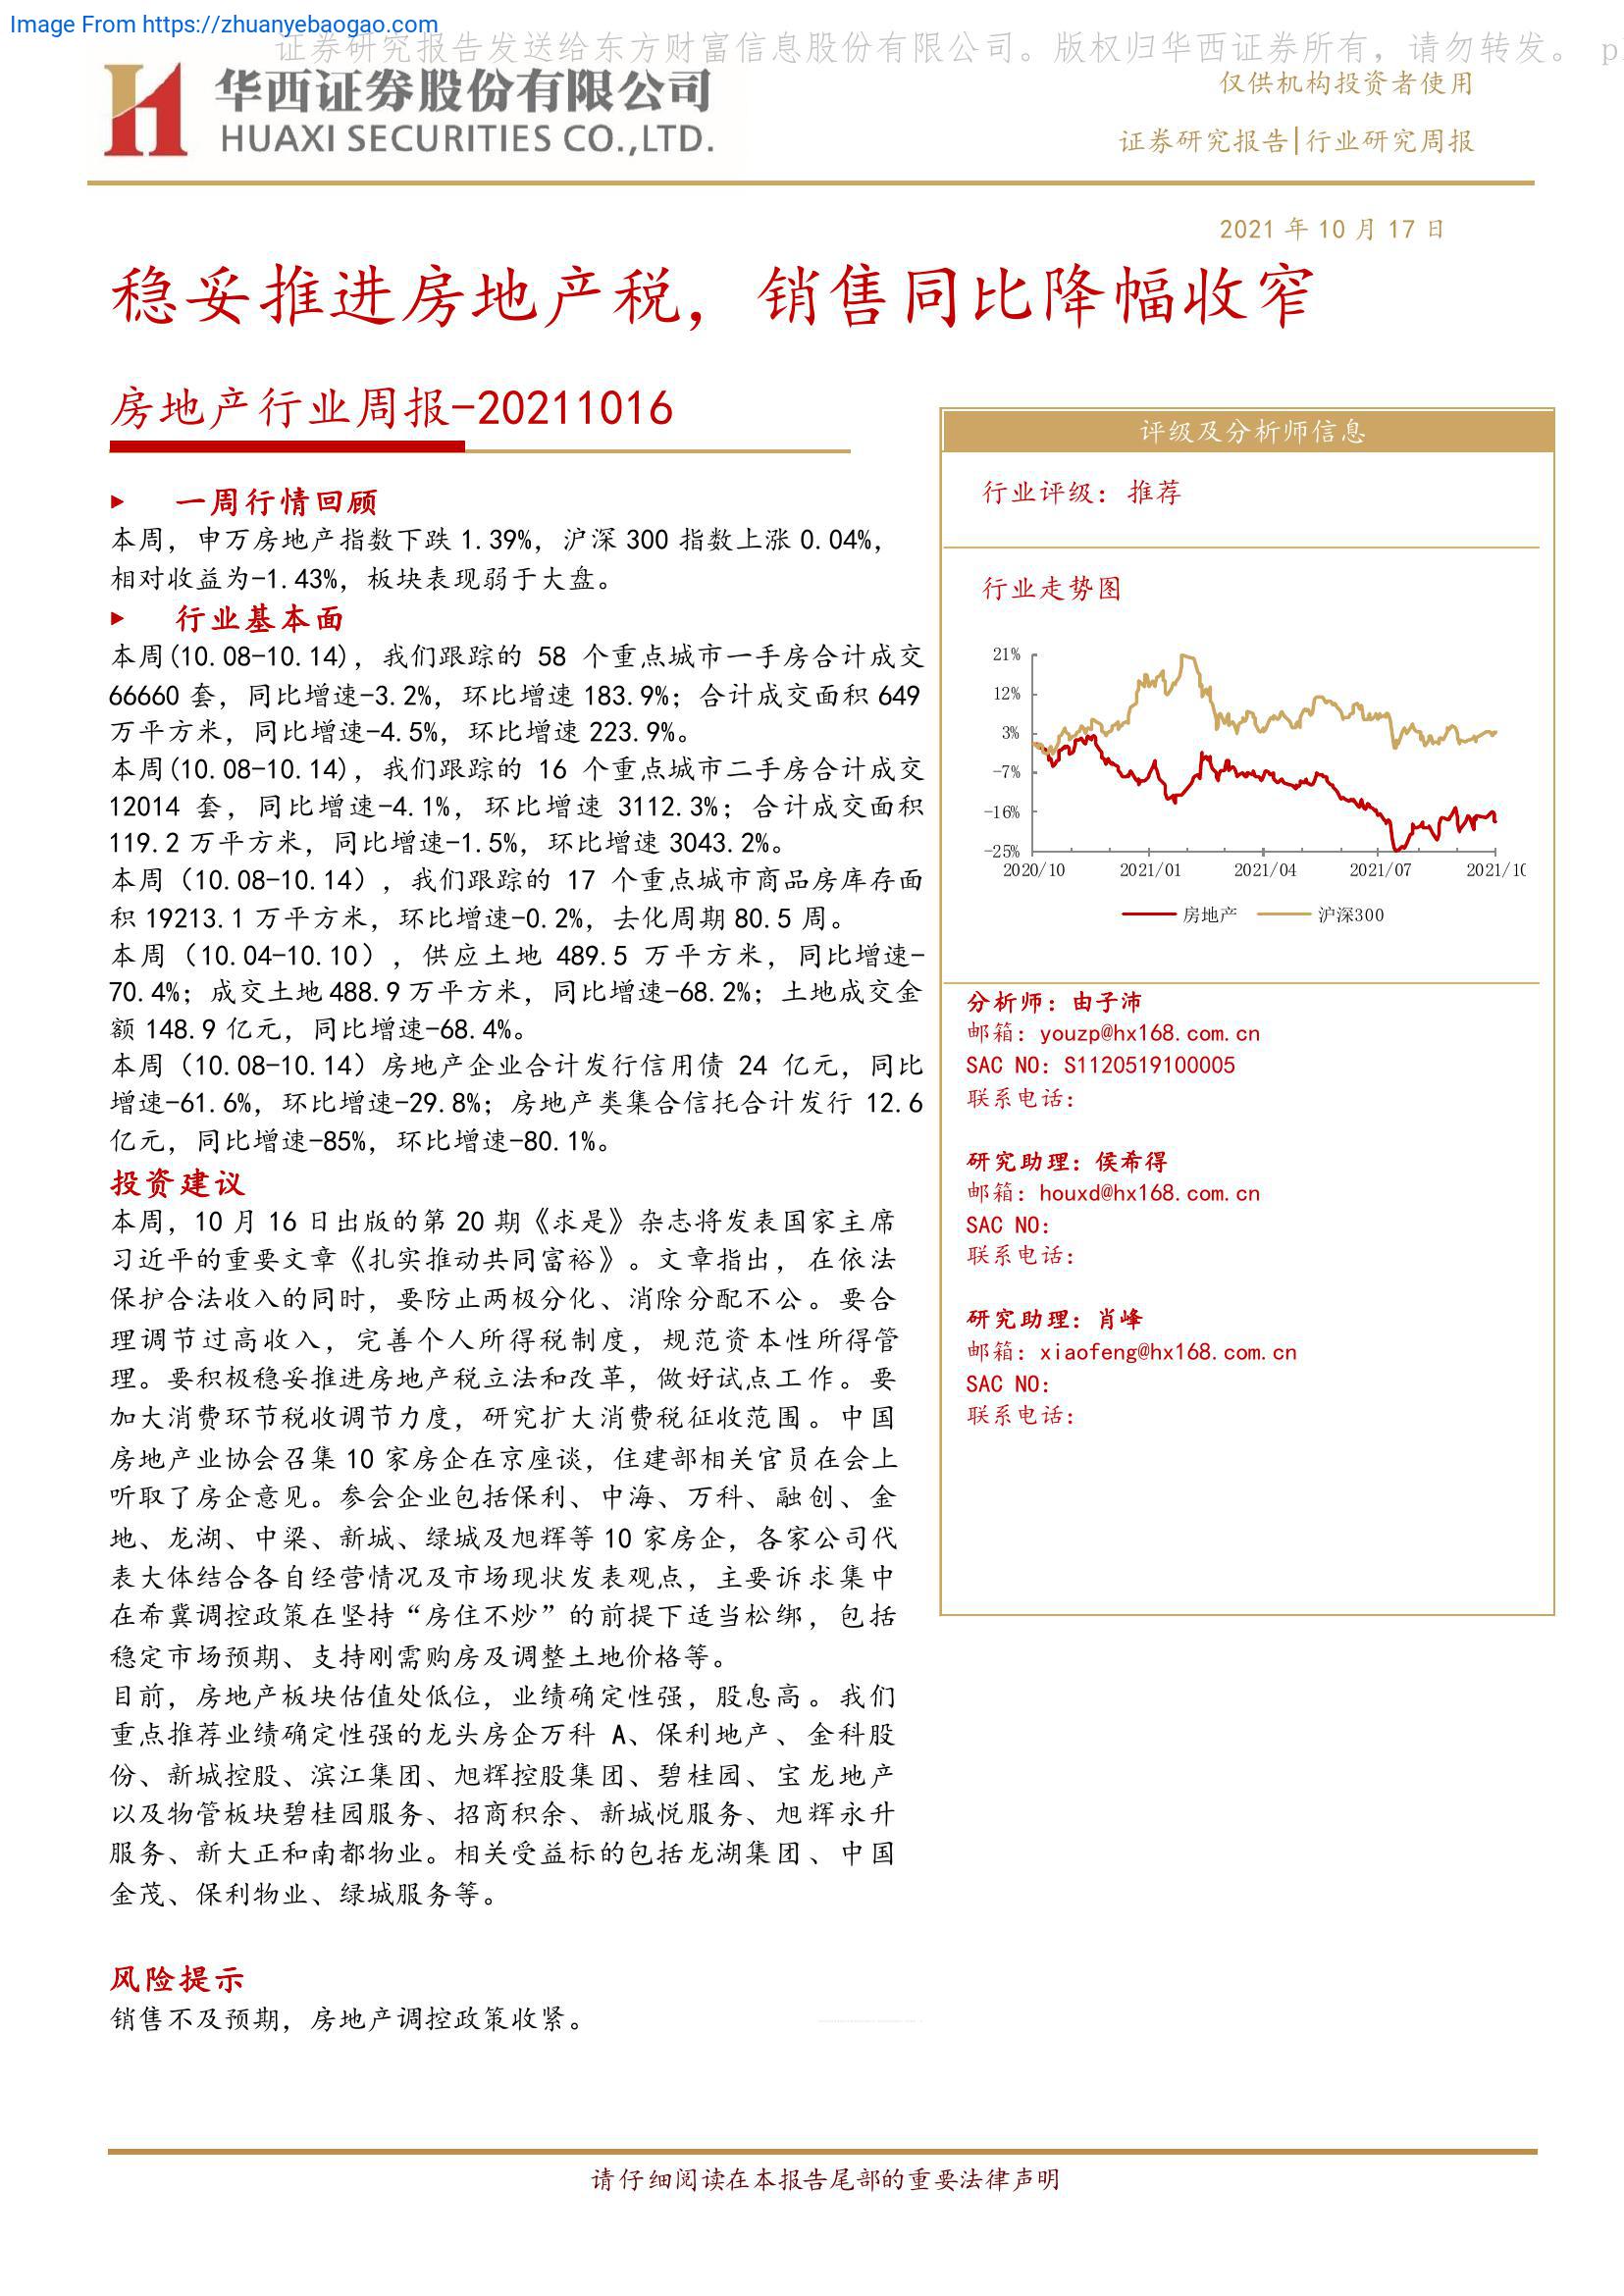 Image From https://zhuanyebaogao.com
证券研究报告发送给东方财富信息股份有限公司。版权归华西证券所有，请勿转发。 p
华西证券股份有限公司
HUAXI SECURITIES CO.,LTD.
仅供机构投资者使用
证券研究报告|行业研究周报
2021 年 10 月 17 日
稳妥推进房地产税，销售同比降幅收窄
房地产行业周报-20211016
一周行情回顾
本周，申万房地产指数下跌 1.39%，沪深 300 指数上涨 0.04%，
相对收益为-1.43%，板块表现弱于大盘。
行业基本面
本周(10.08-10.14)，我们跟踪的 58 个重点城市一手房合计成交
66660 套，同比增速-3.2%，环比增速 183.9%；合计成交面积 649
万平方米，同比增速-4.5%，环比增速 223.9%。
本周(10.08-10.14)，我们跟踪的 16 个重点城市二手房合计成交
12014 套，同比增速-4.1%，环比增速 3112.3%；合计成交面积
119.2 万平方米，同比增速-1.5%，环比增速 3043.2%。
本周（10.08-10.14），我们跟踪的 17 个重点城市商品房库存面
积 19213.1 万平方米，环比增速-0.2%，去化周期 80.5 周。
本周（10.04-10.10），供应土地 489.5 万平方米，同比增速-
70.4%；成交土地 488.9 万平方米，同比增速-68.2%；土地成交金
额 148.9 亿元，同比增速-68.4%。
本周（10.08-10.14）房地产企业合计发行信用债 24 亿元，同比
增速-61.6%，环比增速-29.8%；房地产类集合信托合计发行 12.6
亿元，同比增速-85%，环比增速-80.1%。
投资建议
本周，10 月 16 日出版的第 20 期《求是》杂志将发表国家主席
习近平的重要文章《扎实推动共同富裕》。文章指出，在依法
保护合法收入的同时，要防止两极分化、消除分配不公。要合
理调节过高收入，完善个人所得税制度，规范资本性所得管
理。要积极稳妥推进房地产税立法和改革，做好试点工作。要
加大消费环节税收调节力度，研究扩大消费税征收范围。中国
房地产业协会召集 10 家房企在京座谈，住建部相关官员在会上
听取了房企意见。参会企业包括保利、中海、万科、融创、金
地、龙湖、中梁、新城、绿城及旭辉等 10 家房企，各家公司代
表大体结合各自经营情况及市场现状发表观点，主要诉求集中
在希冀调控政策在坚持“房住不炒”的前提下适当松绑，包括
稳定市场预期、支持刚需购房及调整土地价格等。
目前，房地产板块估值处低位，业绩确定性强，股息高。我们
重点推荐业绩确定性强的龙头房企万科 A、保利地产、金科股
份、新城控股、滨江集团、旭辉控股集团、碧桂园、宝龙地产
以及物管板块碧桂园服务、招商积余、新城悦服务、旭辉永升
服务、新大正和南都物业。相关受益标的包括龙湖集团、中国
金茂、保利物业、绿城服务等。
风险提示
销售不及预期，房地产调控政策收紧。
评级及分析师信息
行业评级：推荐
行业走势图
21%
12%
3%
-7%
-16%
-25%
2020/10 2021/01 2021/04 2021/07 2021/10
房地产 沪深300
分析师：由子沛
邮箱：youzp@hx168.com.cn
SAC NO：S1120519100005
联系电话：
研究助理：侯希得
邮箱：houxd@hx168.com.cn
SAC NO：
联系电话：
研究助理：肖峰
邮箱：xiaofeng@hx168.com.cn
SAC NO：
联系电话：
请仔细阅读在本报告尾部的重要法律声明